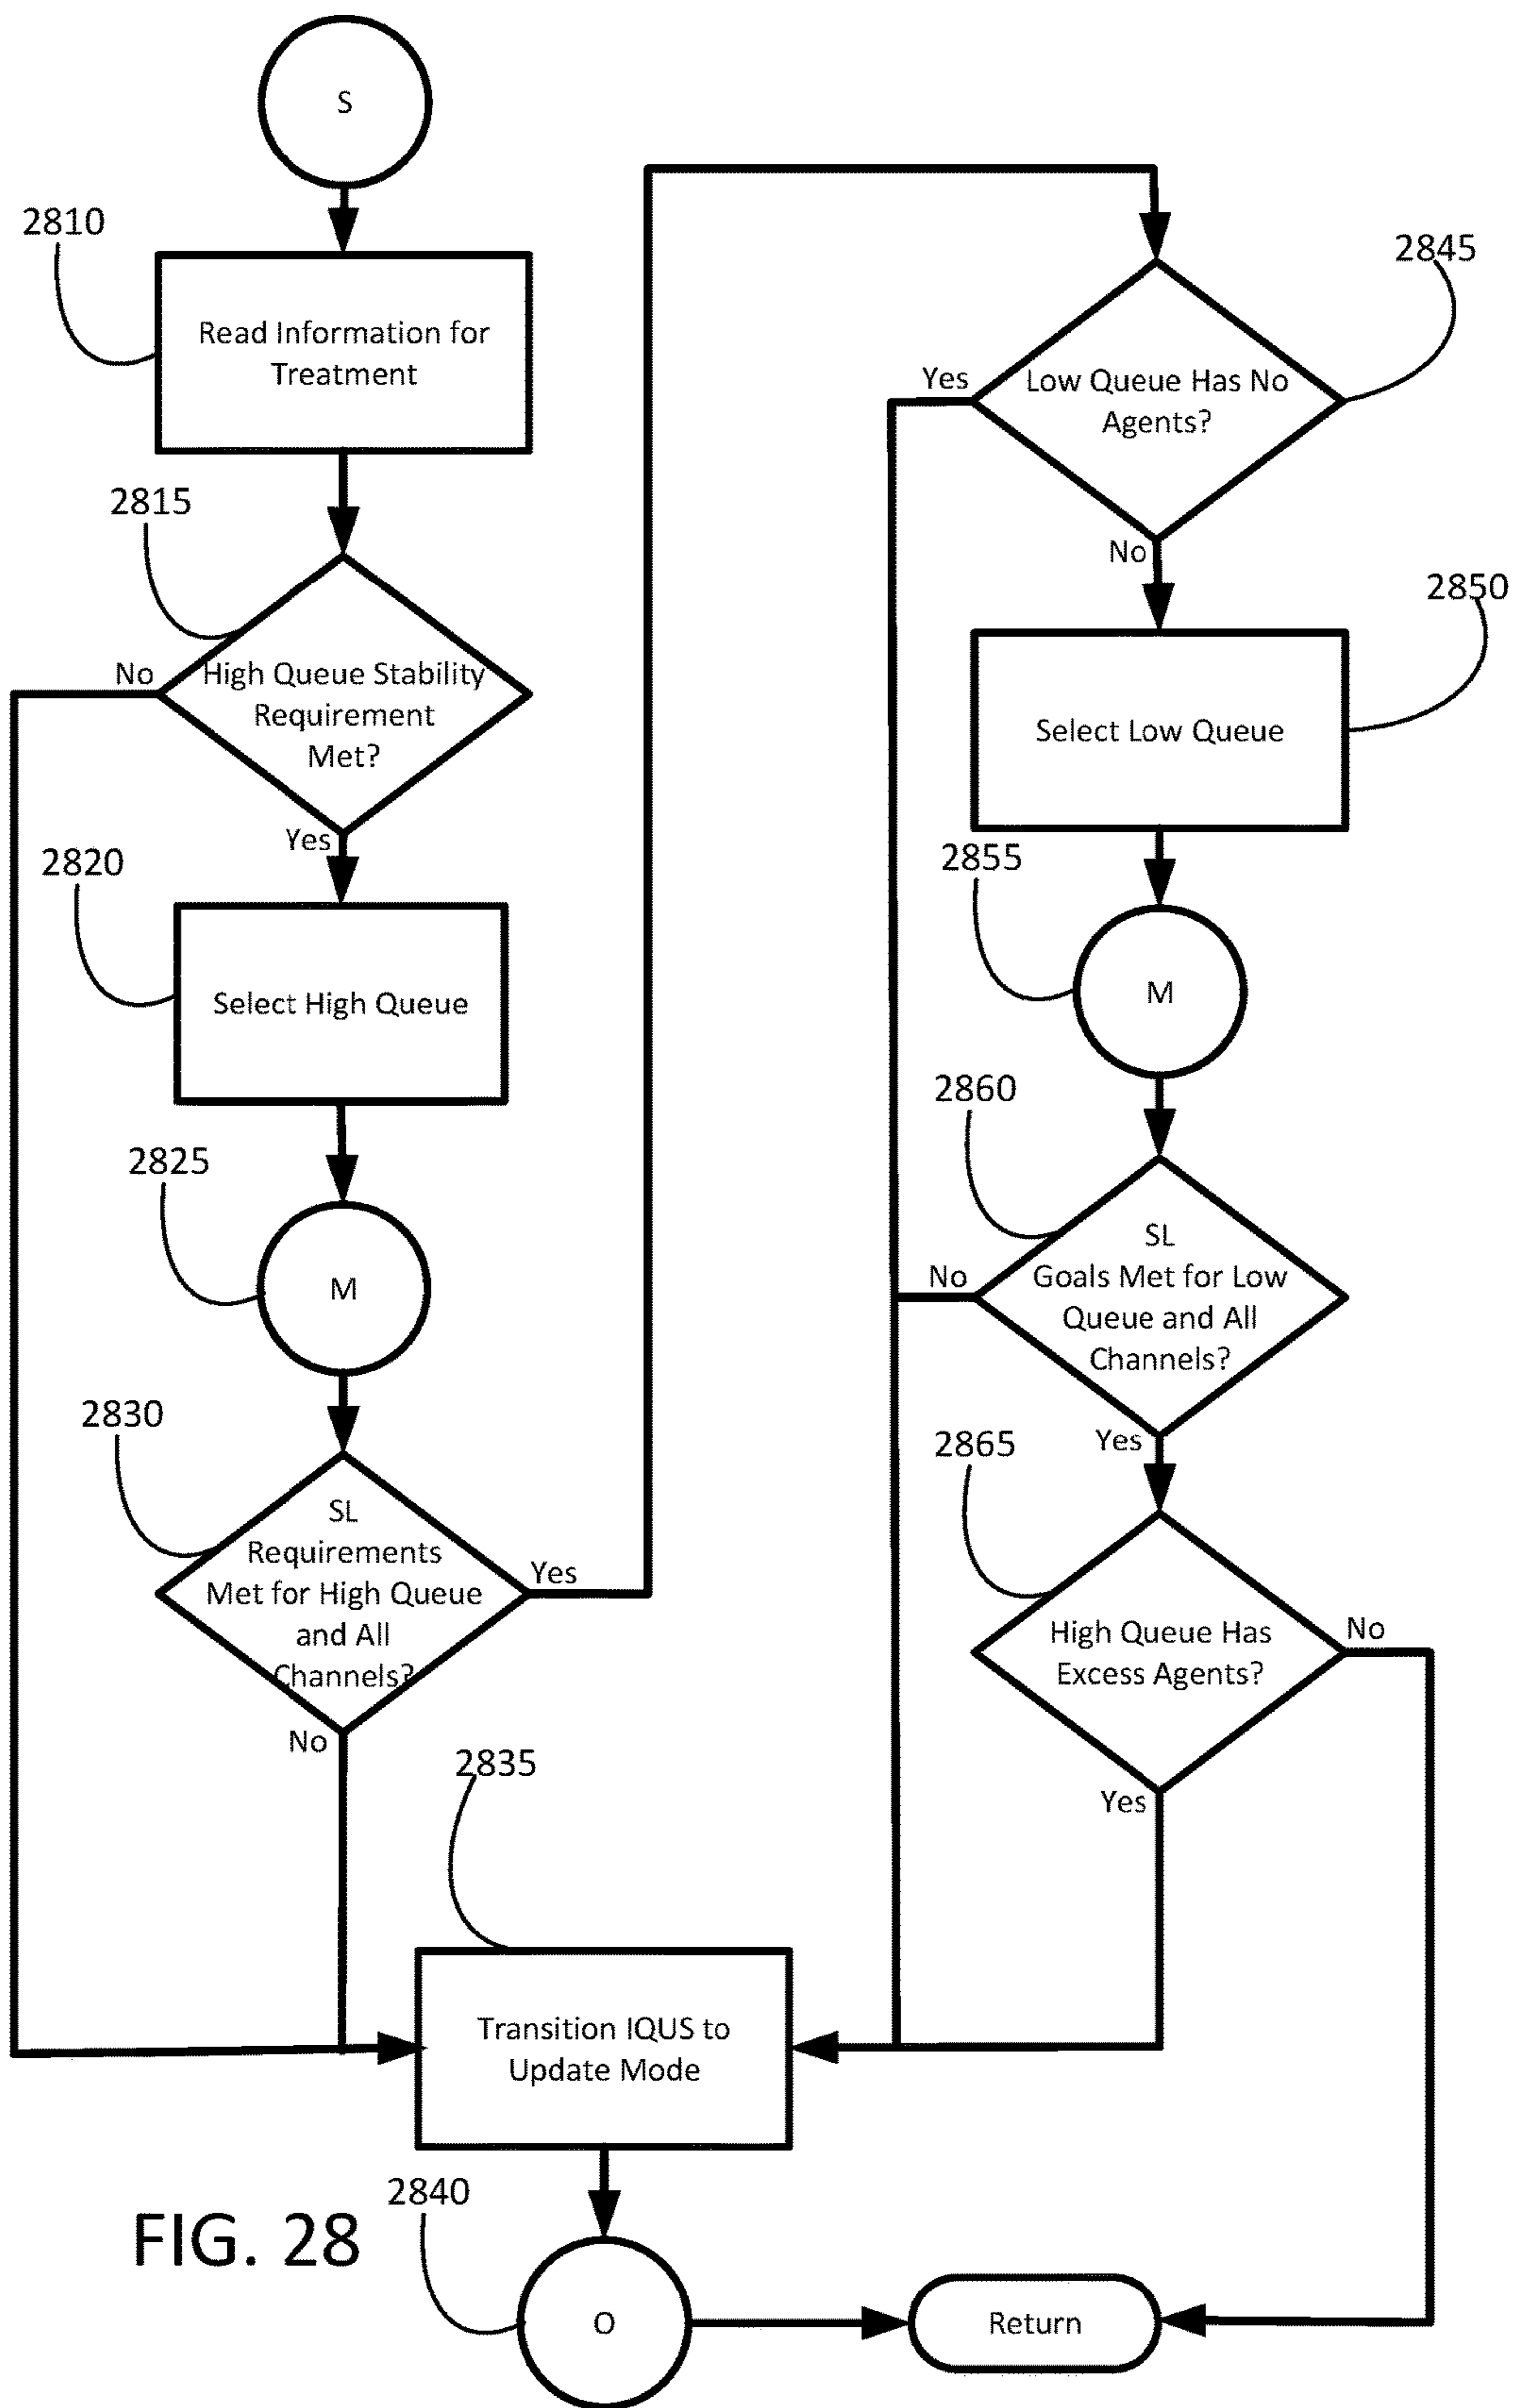 S
2810
Read Information for
Treatment
2815
High Queue Stability
Requirement
Met?
No
Yes
2820
Select High Queue
2825
M
2830
SL
Requirements
Met for High Queue
and All
Channels?
Yes
No
2845
Low Queue Has No
Agents?
Yes
No
2850
Select Low Queue
2855
M
2860
SL
Goals Met for Low
Queue and All
Channels?
No
Yes
2865
High Queue Has
Excess Agents?
No
Yes
2835
Transition IQUS to
Update Mode
2840
O
Return
FIG. 28